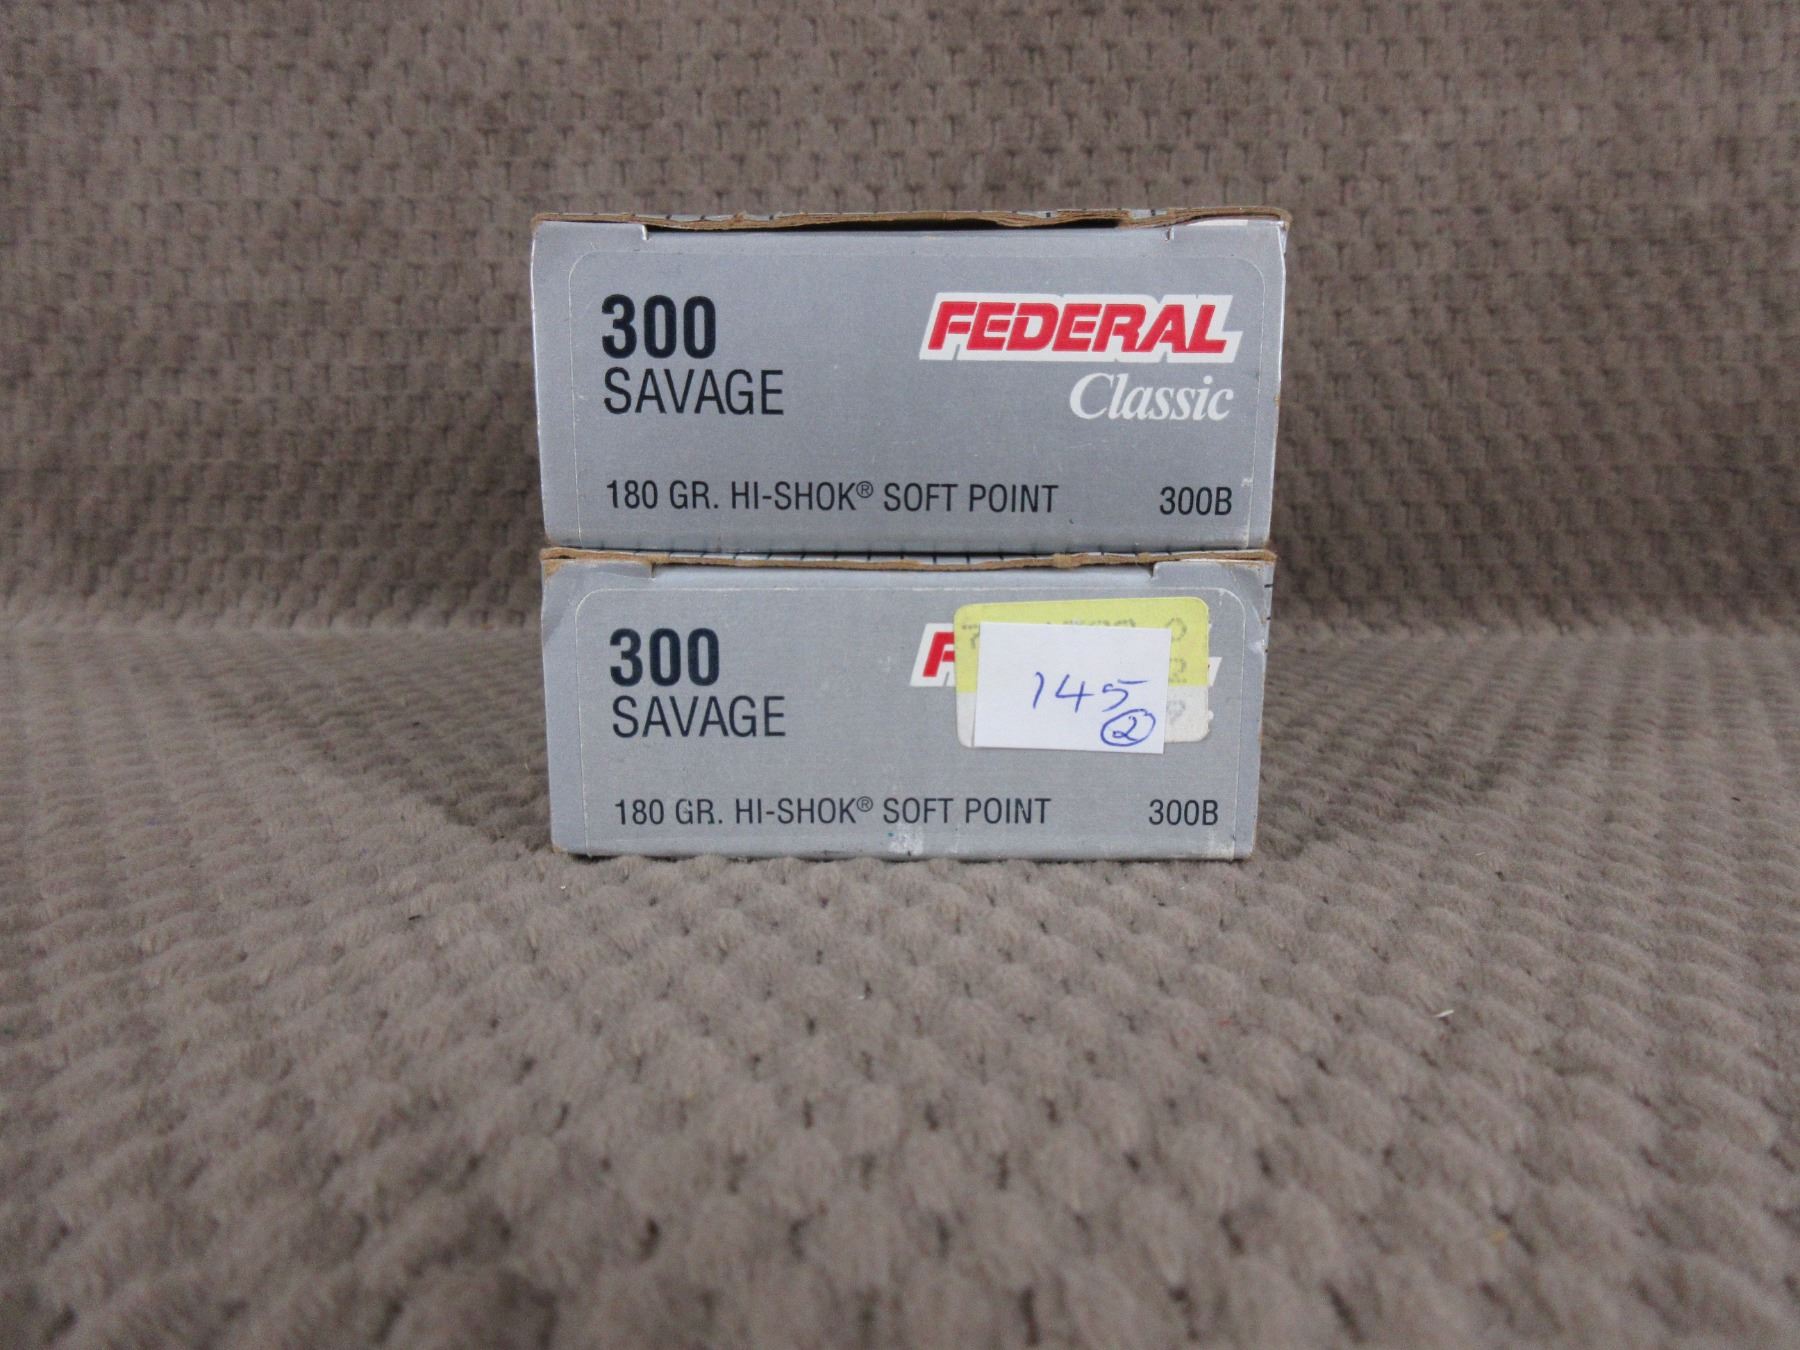 300
SAVAGE
FEDERAL
Classic
180 GR. HI-SHOK® SOFT POINT 300B
300
SAVAGE
145
2
180 GR. HI-SHOK® SOFT POINT 300B